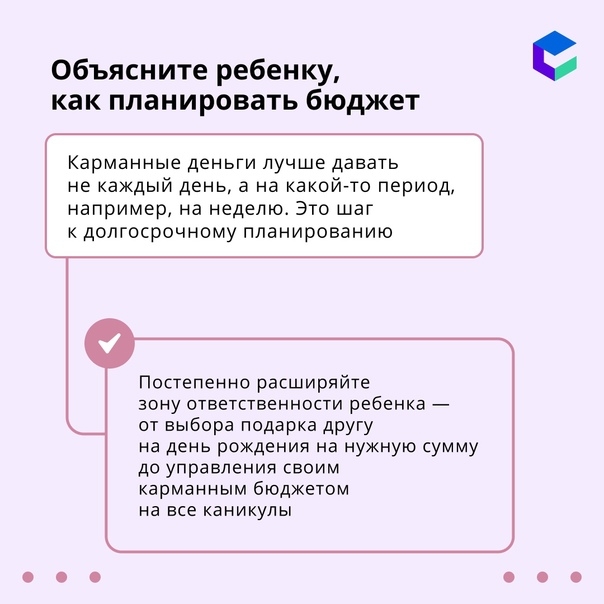 Объясните ребенку,
как планировать бюджет
Карманные деньги лучше давать
не каждый день, а на какой-то период,
например, на неделю. Это шаг
к долгосрочному планированию
Постепенно расширяйте
зону ответственности ребенка —
от выбора подарка другу
на день рождения на нужную сумму
до управления своим
карманным бюджетом
на все каникулы